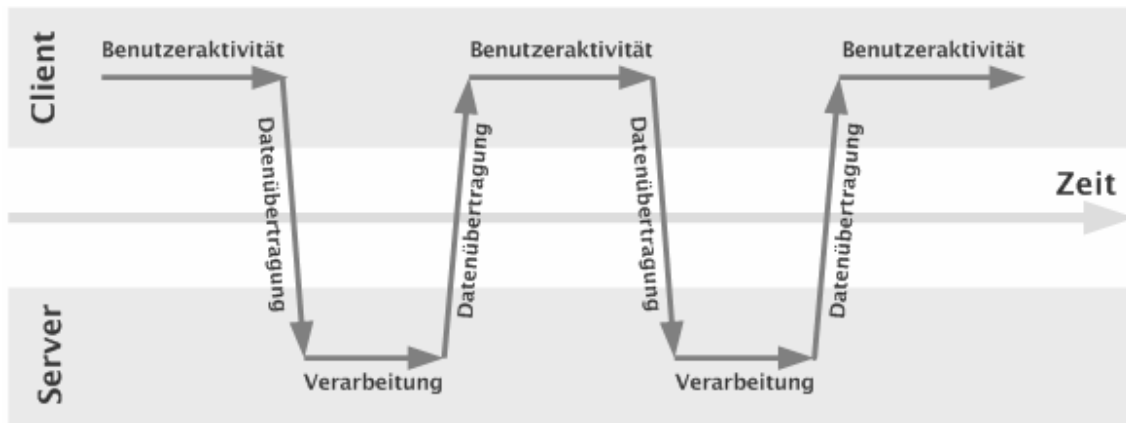 Client
Benutzeraktivität
Benutzeraktivität
Benutzeraktivität
Datenübertragung
Datenübertragung
Datenübertragung
Datenübertragung
Zeit
Server
Verarbeitung
Verarbeitung